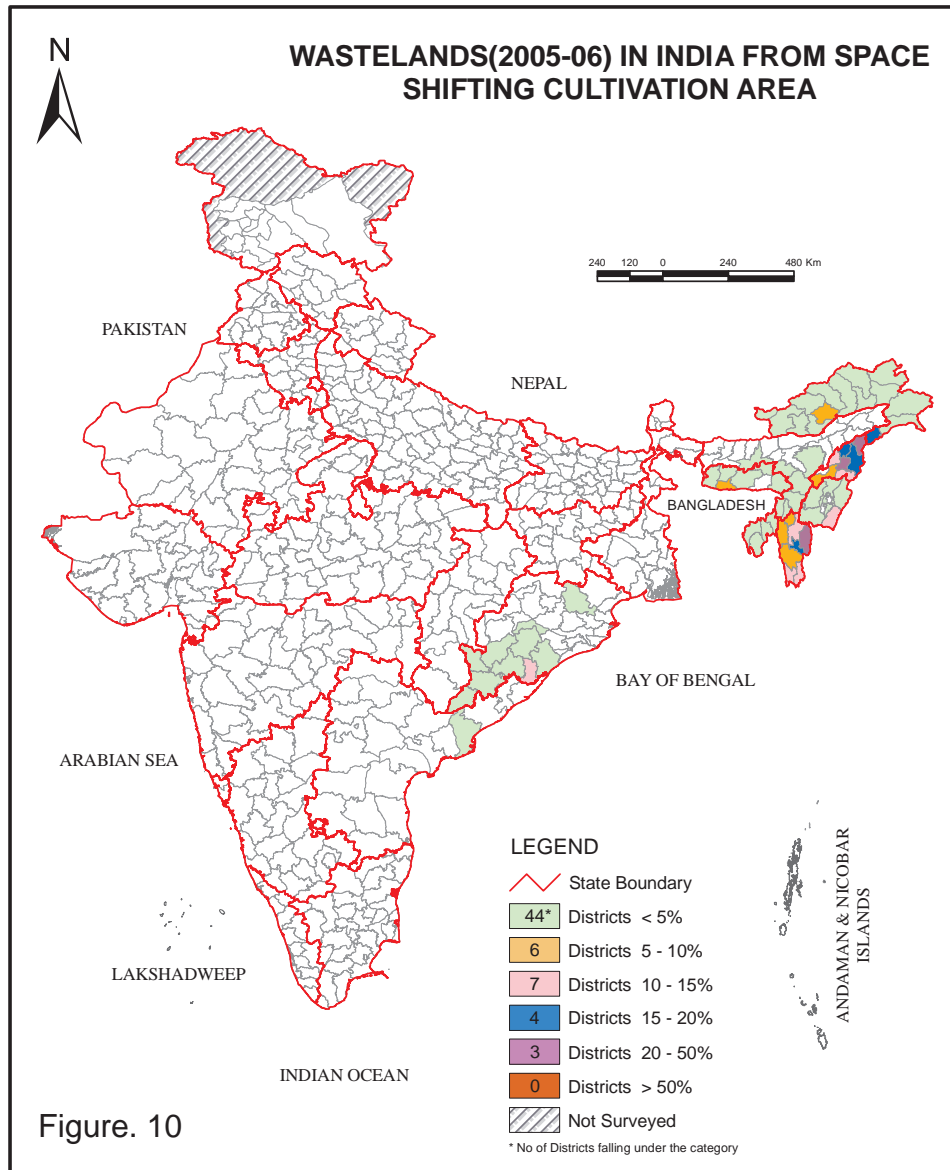 N
WASTELANDS(2005-06) IN INDIA FROM SPACE
SHIFTING CULTIVATION AREA
240 120 0 240 480 Km
PAKISTAN
NEPAL
BANGLADESH
BAY OF BENGAL
ARABIAN SEA
LAKSHADWEEP
INDIAN OCEAN
ANDAMAN & NICOBAR
ISLANDS
LEGEND
State Boundary
44* Districts < 5%
6 Districts 5 - 10%
7 Districts 10 - 15%
4 Districts 15 - 20%
3 Districts 20 - 50%
0 Districts > 50%
Not Surveyed
* No of Districts falling under the category
Figure. 10